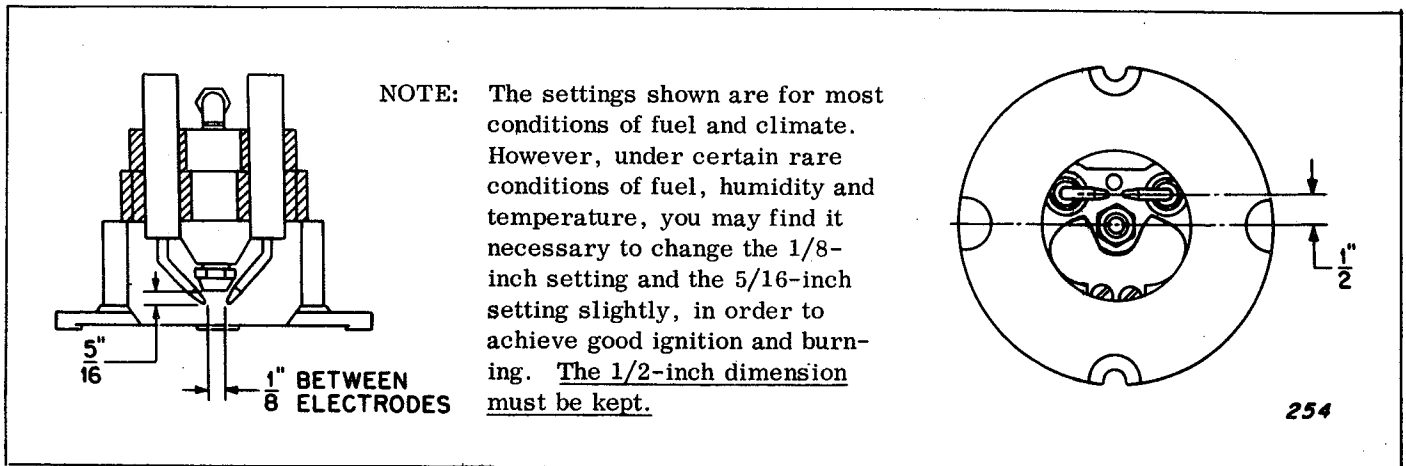 NOTE: The settings shown are for most
conditions of fuel and climate.
However, under certain rare
conditions of fuel, humidity and
temperature, you may find it
necessary to change the 1/8-
inch setting and the 5/16-inch
setting slightly, in order to
achieve good ignition and burn-
ing. The 1/2-inch dimension
must be kept.
5/16"
1/8" BETWEEN
ELECTRODES
1/2"
254